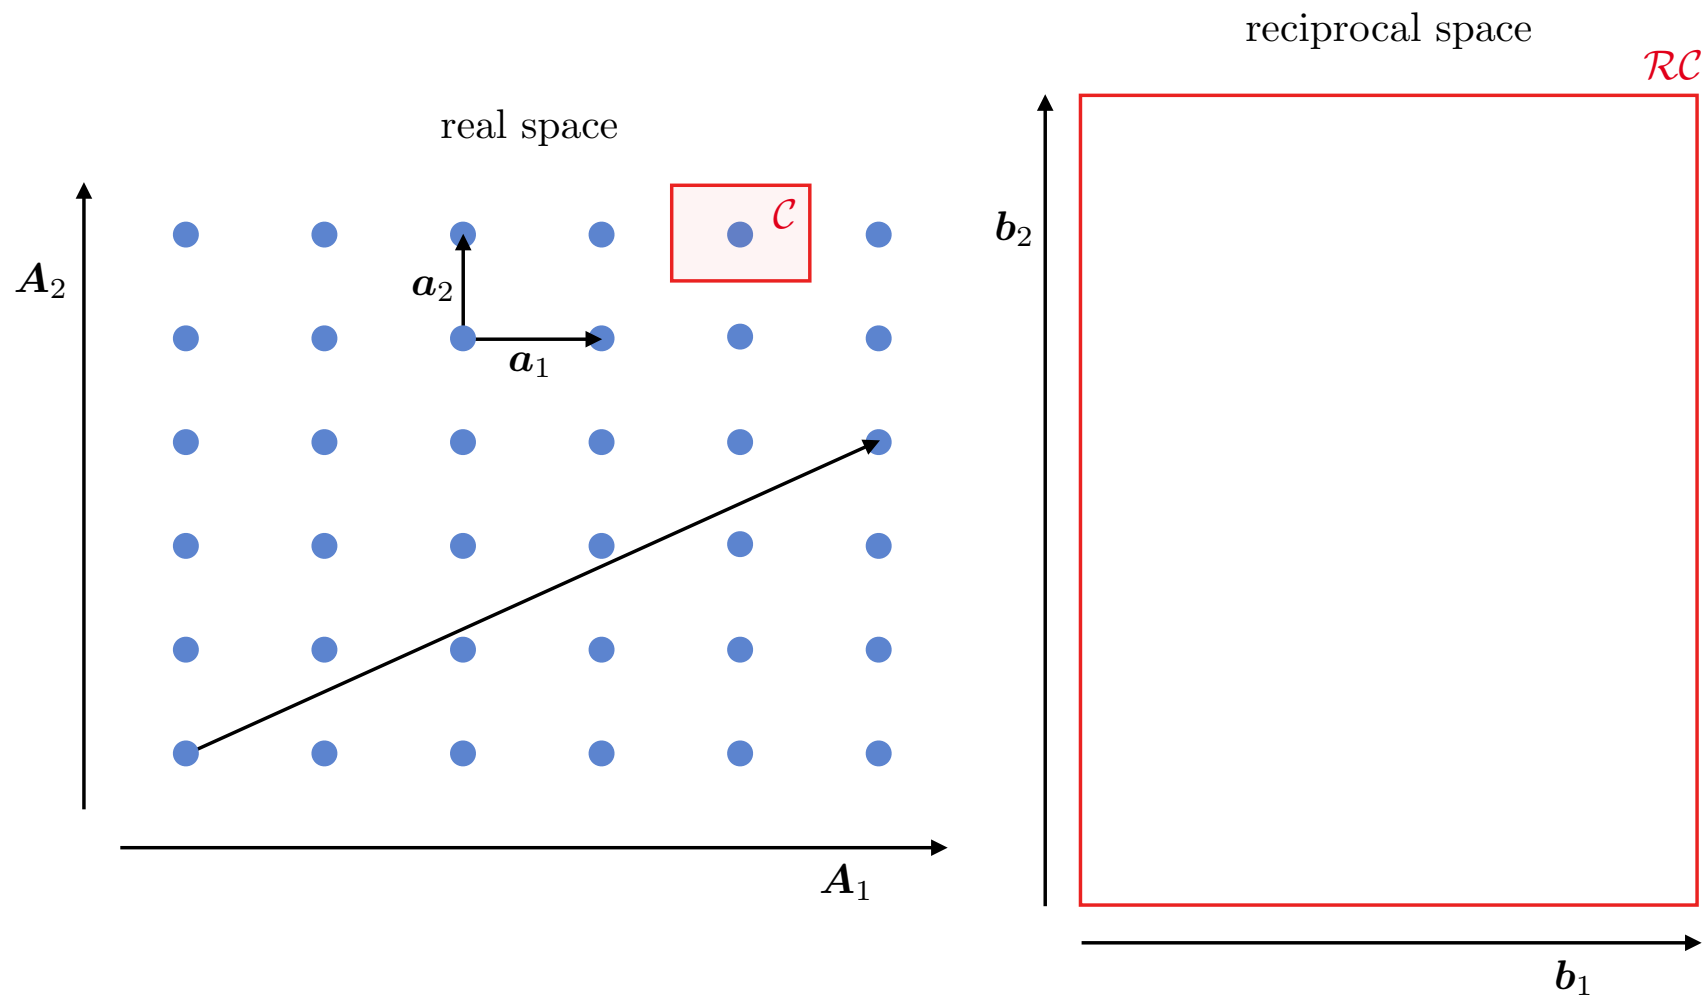 reciprocal space
ℛ𝒞
real space
𝒞
A₂
a₂
a₁
b₂
A₁
b₁